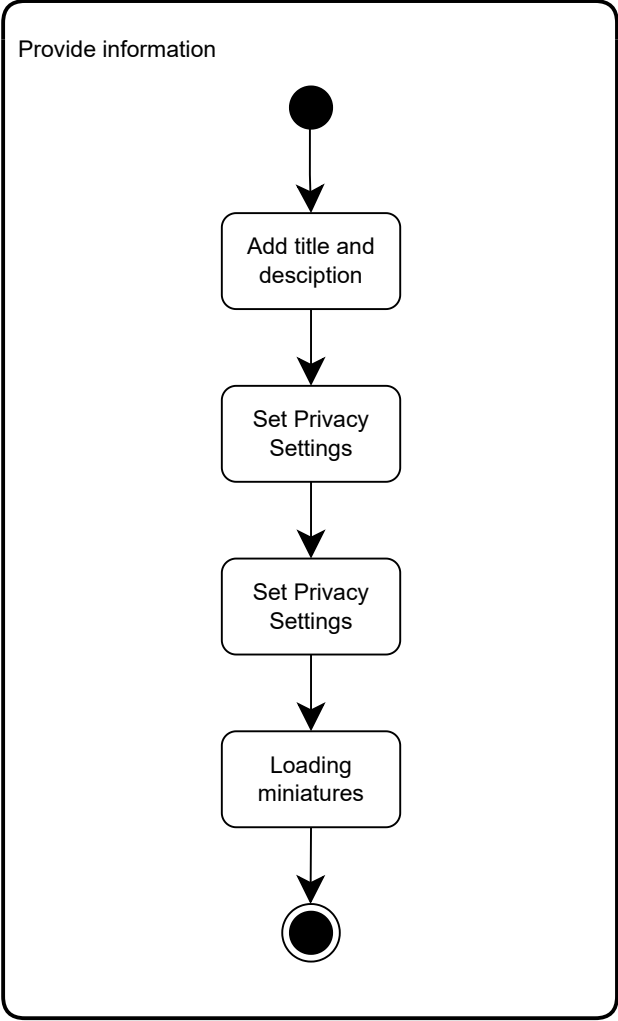 Provide information
Add title and
desciption
Set Privacy
Settings
Set Privacy
Settings
Loading
miniatures